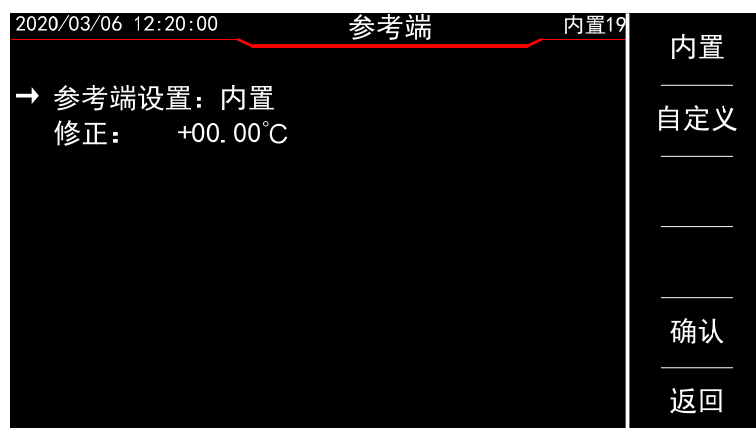 2020/03/06 12:20:00 参考端 内置19
→ 参考端设置：内置
修正： +00.00℃
内置
自定义
确认
返回